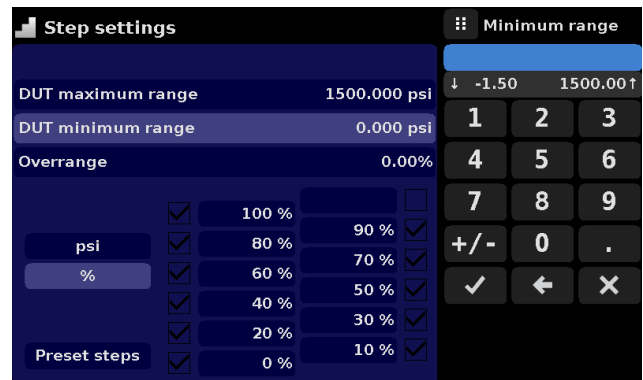 Step settings
Minimum range
DUT maximum range 1500.000 psi
↓ -1.50 1500.00↑
DUT minimum range 0.000 psi
Overrange 0.00%
1 2 3
4 5 6
7 8 9
+/- 0 .
psi
%
Preset steps
100 %
90 %
80 %
70 %
60 %
50 %
40 %
30 %
20 %
10 %
0 %